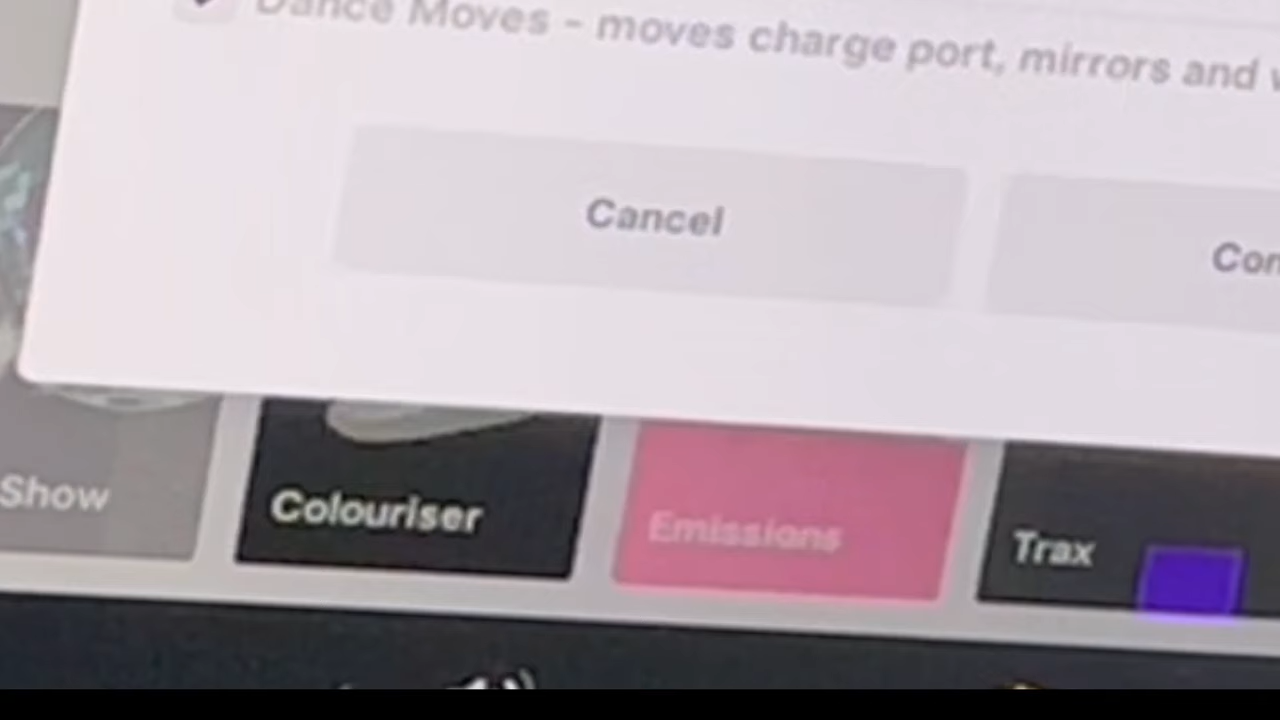 Dance Moves - moves charge port, mirrors and
Cancel
Show
Colouriser
Emissions
Trax